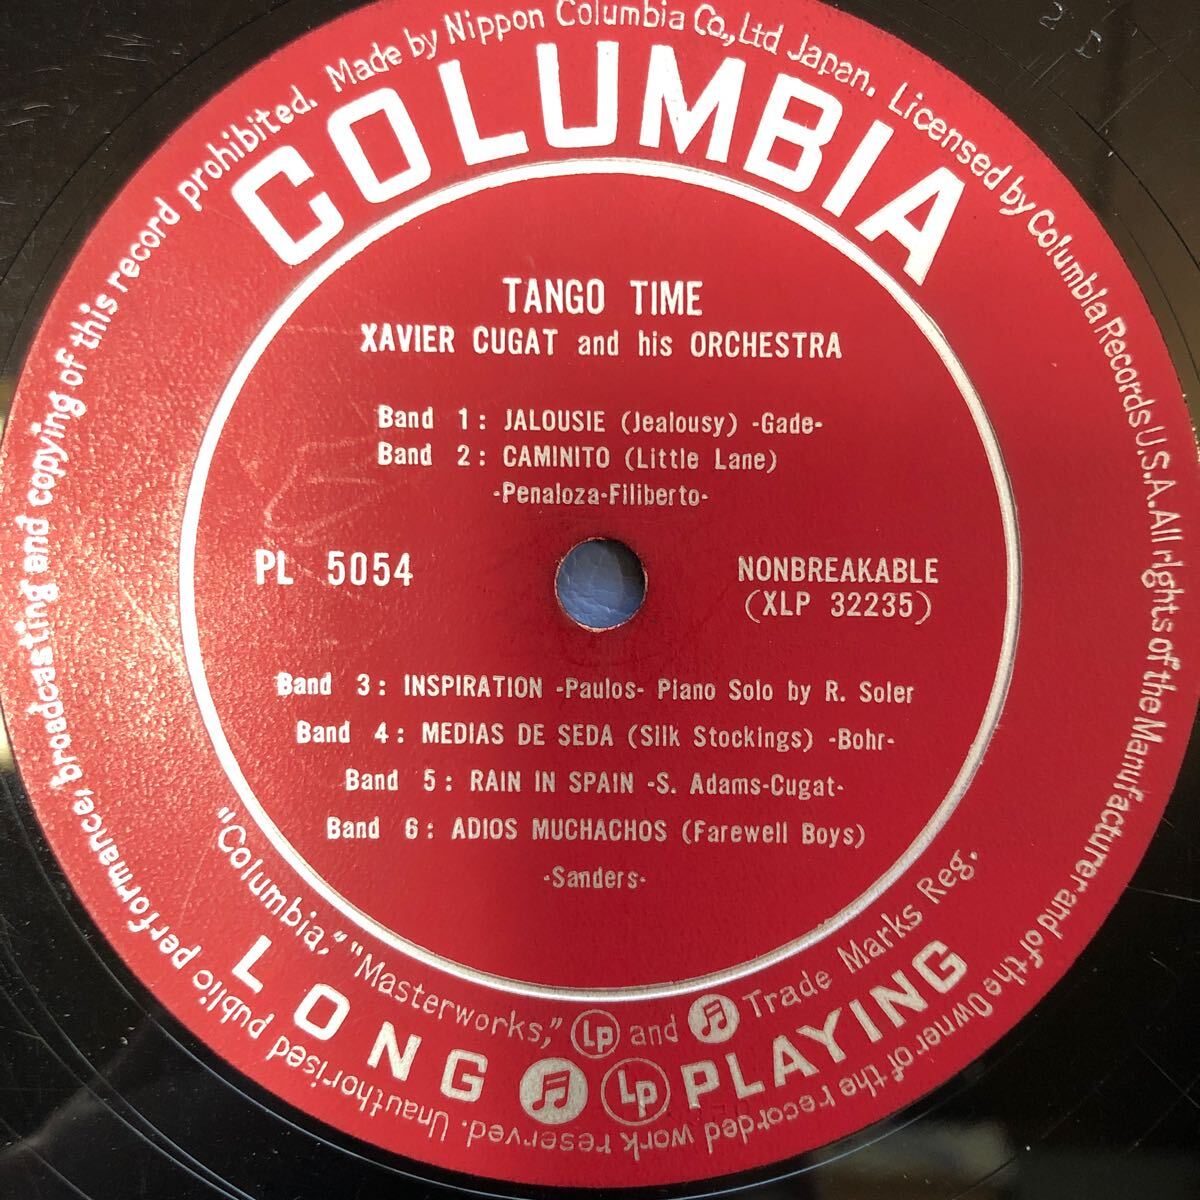 Made by Nippon Columbia Co., Ltd Japan. Licensed by Columbia Records U.S.A. All rights of the Manufacturer and of the Owner of the recorded work reserved. Unauthorised public performance, broadcasting and copying of this record prohibited.
COLUMBIA
TANGO TIME
XAVIER CUGAT and his ORCHESTRA
Band 1: JALOUSIE (Jealousy) -Gade-
Band 2: CAMINITO (Little Lane)
-Penaloza-Filiberto-
PL 5054
NONBREAKABLE
(XLP 32235)
Band 3: INSPIRATION -Paulos- Piano Solo by R. Soler
Band 4: MEDIAS DE SEDA (Silk Stockings) -Bohr-
Band 5: RAIN IN SPAIN -S. Adams-Cugat-
Band 6: ADIOS MUCHACHOS (Farewell Boys)
-Sanders-
"Columbia," "Masterworks," Lp and Trade Marks Reg.
LONG Lp PLAYING